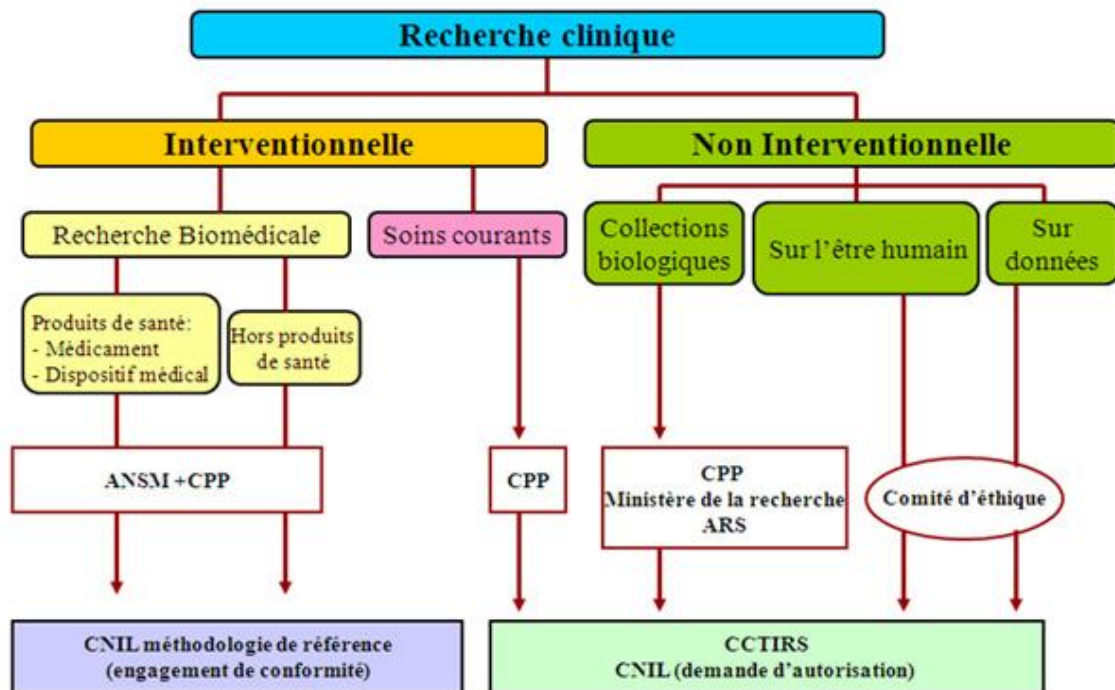 Recherche clinique
Interventionnelle
Non Interventionnelle
Recherche Biomédicale
Soins courants
Collections
biologiques
Sur l'être humain
Sur
données
Produits de santé:
- Médicament
- Dispositif médical
Hors produits
de santé
ANSM +CPP
CPP
CPP
Ministère de la recherche
ARS
Comité d'éthique
CNIL méthodologie de référence
(engagement de conformité)
CCTIRS
CNIL (demande d'autorisation)